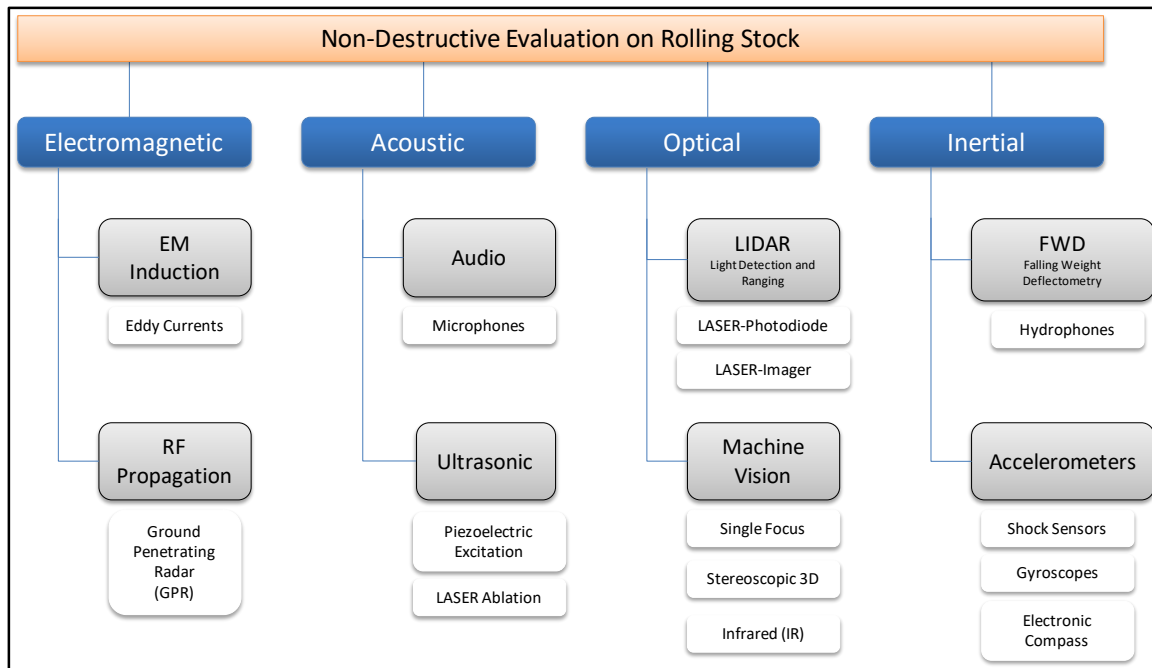 Non-Destructive Evaluation on Rolling Stock
Electromagnetic
Acoustic
Optical
Inertial
EM
Induction
Eddy Currents
RF
Propagation
Ground
Penetrating
Radar
(GPR)
Audio
Microphones
Ultrasonic
Piezoelectric
Excitation
LASER Ablation
LIDAR
Light Detection and
Ranging
LASER-Photodiode
LASER-Imager
Machine
Vision
Single Focus
Stereoscopic 3D
Infrared (IR)
FWD
Falling Weight
Deflectometry
Hydrophones
Accelerometers
Shock Sensors
Gyroscopes
Electronic
Compass